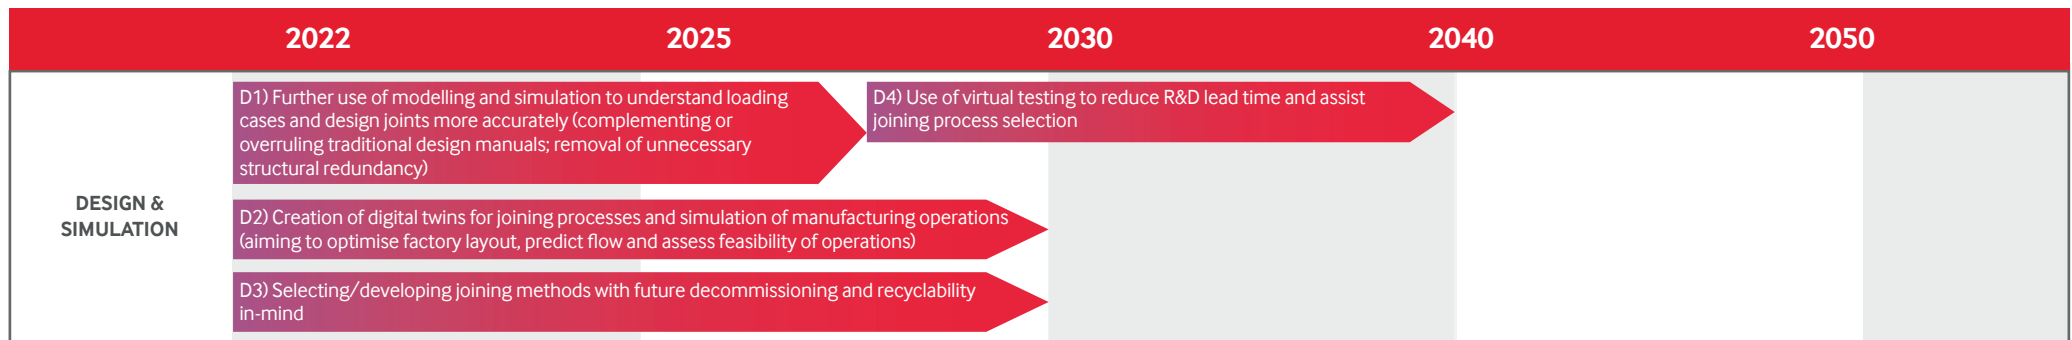 2022 2025 2030 2040 2050
DESIGN &
SIMULATION
D1) Further use of modelling and simulation to understand loading
cases and design joints more accurately (complementing or
overruling traditional design manuals; removal of unnecessary
structural redundancy)
D4) Use of virtual testing to reduce R&D lead time and assist
joining process selection
D2) Creation of digital twins for joining processes and simulation of manufacturing operations
(aiming to optimise factory layout, predict flow and assess feasibility of operations)
D3) Selecting/developing joining methods with future decommissioning and recyclability
in-mind